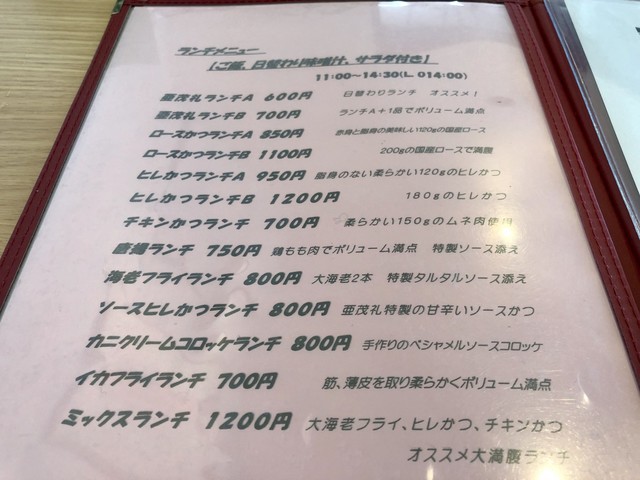 ランチメニュー
【ご飯、日替わり味噌汁、サラダ付き】
11:00~14:30(L. O14:00)
亜茂礼ランチA 600円 日替わりランチ オススメ!
亜茂礼ランチB 700円 ランチA+1品でボリューム満点
ロースかつランチA 850円 赤身と脂身の美味しい120gの国産ロース
ロースかつランチB 1100円 200gの国産ロースで満腹
ヒレかつランチA 950円 脂身のない柔らかい120gのヒレかつ
ヒレかつランチB 1200円 180gのヒレかつ
チキンかつランチ 700円 柔らかい150gのムネ肉使用
唐揚ランチ 750円 鶏もも肉でボリューム満点 特製ソース添え
海老フライランチ 800円 大海老2本 特製タルタルソース添え
ソースヒレかつランチ 800円 亜茂礼特製の甘辛いソースかつ
カニクリームコロッケランチ 800円 手作りのベシャメルソースコロッケ
イカフライランチ 700円 筋、薄皮を取り柔らかくボリューム満点
ミックスランチ 1200円 大海老フライ、ヒレかつ、チキンかつ
オススメ大満腹ランチ